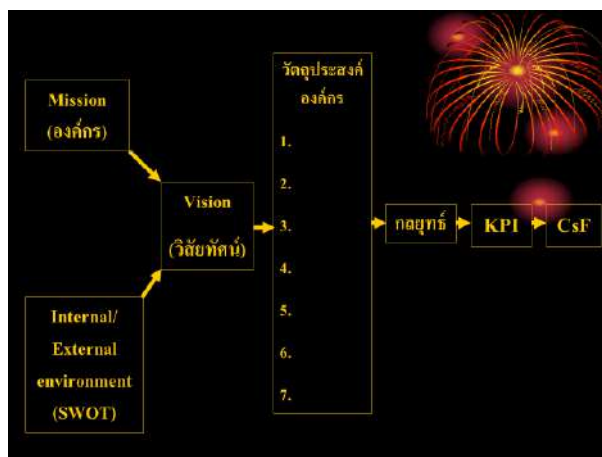 Mission
(องค์กร)
Internal/
External
environment
(SWOT)
Vision
(วิสัยทัศน์)
วัตถุประสงค์
องค์กร
1.
2.
3.
4.
5.
6.
7.
กลยุทธ์
KPI
CsF